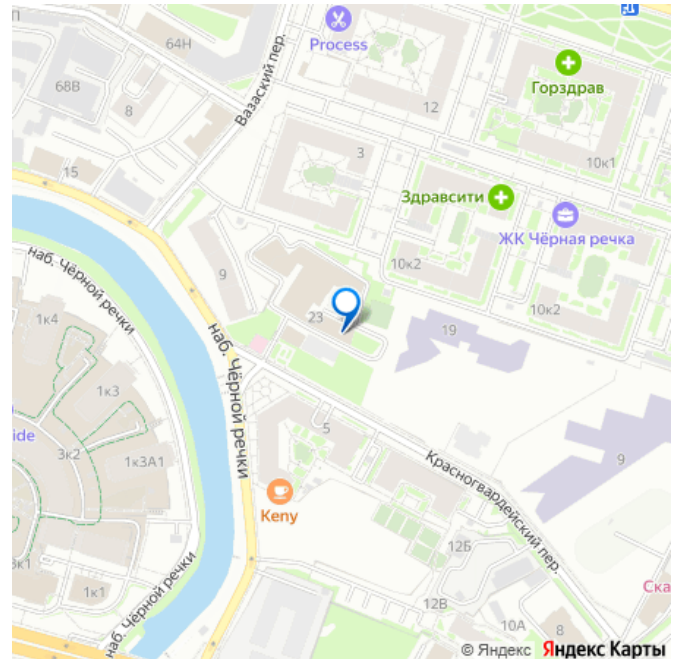 64Н
Process
Вазаский пер.
Горздрав
68В
8
12
10к1
15
3
Здравсити
ЖК Чёрная речка
наб. Чёрной речки
9
10к2
10к2
23
19
1к4
наб. Чёрной речки
1к3
ide
3к2
1к3А1
5
Красногвардейский пер.
9
Keny
12Б
Ска
1к1
12В
10А
8
наб. Чёрной речки
© Яндекс Яндекс Карты